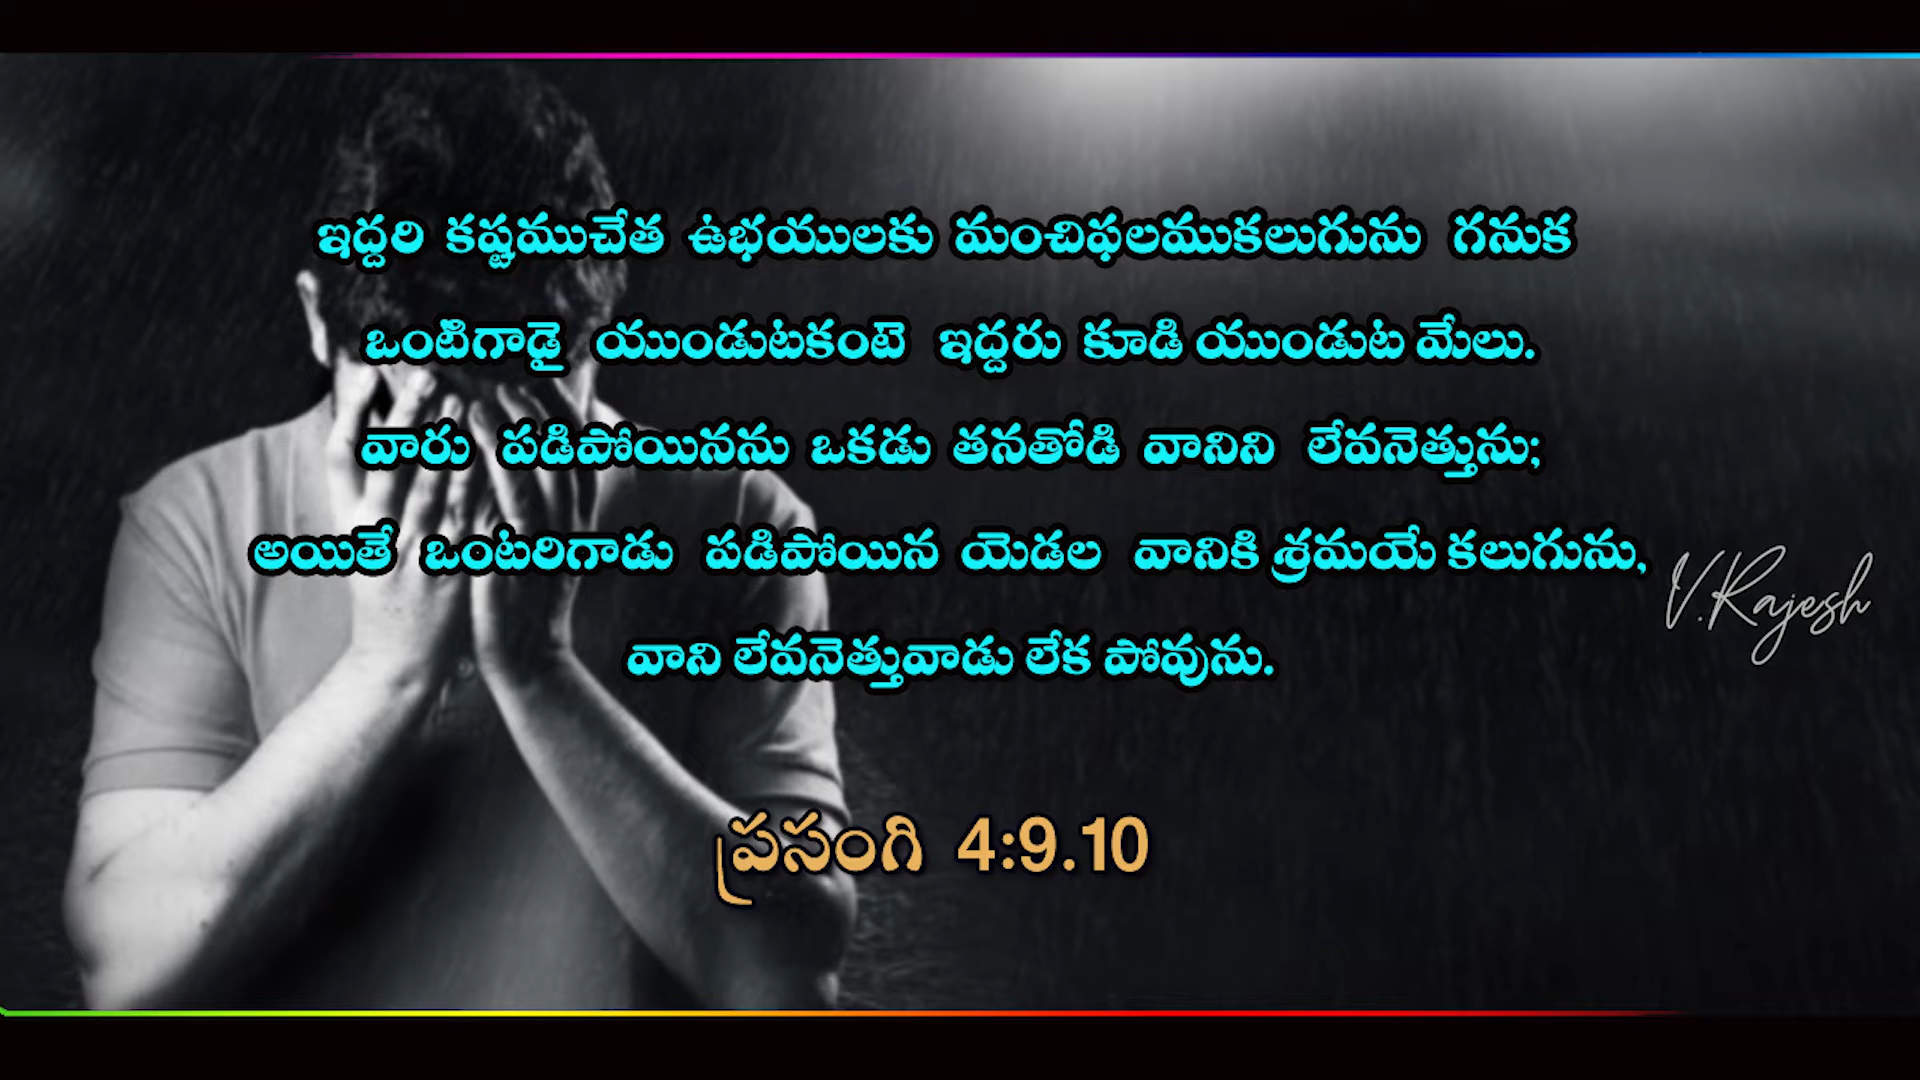 ఇద్దరి కష్టముచేత ఉభయులకు మంచిఫలముకలుగును గనుక
ఒంటిగాడై యుండుటకంటె ఇద్దరు కూడి యుండుట మేలు.
వారు పడిపోయినను ఒకడు తనతోడి వానిని లేవనెత్తును;
అయితే ఒంటరిగాడు పడిపోయిన యెడల వానికి శ్రమయే కలుగును,
V.Rajesh
వాని లేవనెత్తువాడు లేక పోవును.
ప్రసంగి 4:9.10